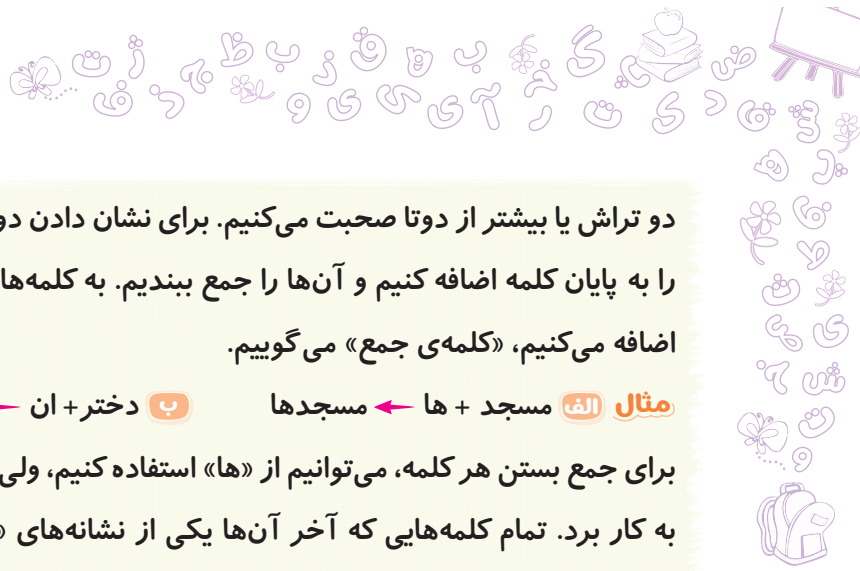 دو تراش یا بیشتر از دوتا صحبت می‌کنیم. برای نشان دادن دو
را به پایان کلمه اضافه کنیم و آن‌ها را جمع ببندیم. به کلمه‌ها
اضافه می‌کنیم، «کلمه‌ی جمع» می‌گوییم.
مثال الف مسجد + ها ← مسجدها ب دختر + ان ←
برای جمع بستن هر کلمه، می‌توانیم از «ها» استفاده کنیم، ولی
به کار برد. تمام کلمه‌هایی که آخر آن‌ها یکی از نشانه‌های «